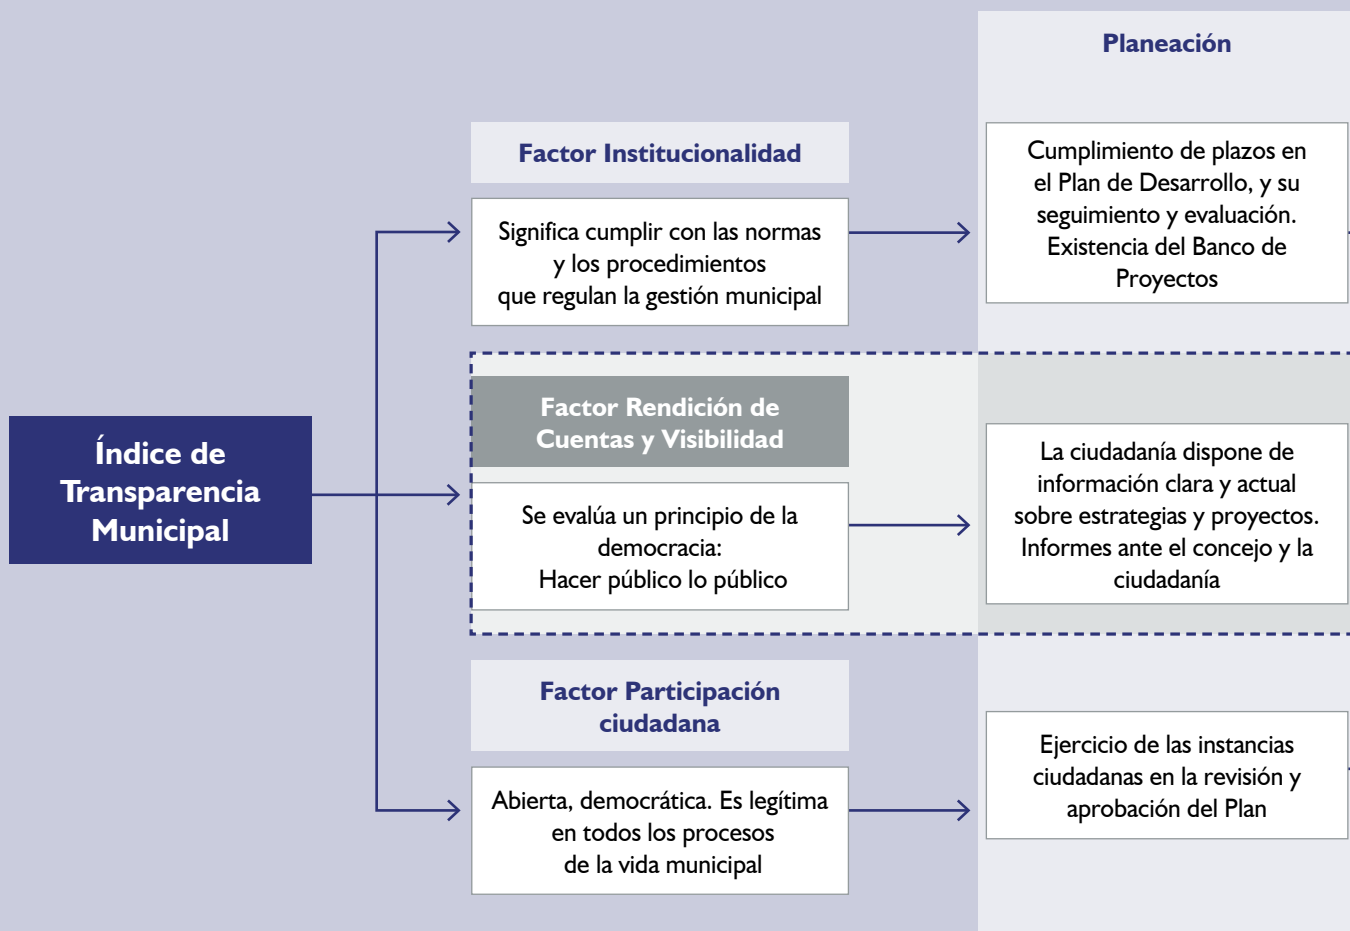 Planeación
Factor Institucionalidad
Significa cumplir con las normas
y los procedimientos
que regulan la gestión municipal
Cumplimiento de plazos en
el Plan de Desarrollo, y su
seguimiento y evaluación.
Existencia del Banco de
Proyectos
Índice de
Transparencia
Municipal
Factor Rendición de
Cuentas y Visibilidad
Se evalúa un principio de la
democracia:
Hacer público lo público
La ciudadanía dispone de
información clara y actual
sobre estrategias y proyectos.
Informes ante el concejo y la
ciudadanía
Factor Participación
ciudadana
Abierta, democrática. Es legítima
en todos los procesos
de la vida municipal
Ejercicio de las instancias
ciudadanas en la revisión y
aprobación del Plan